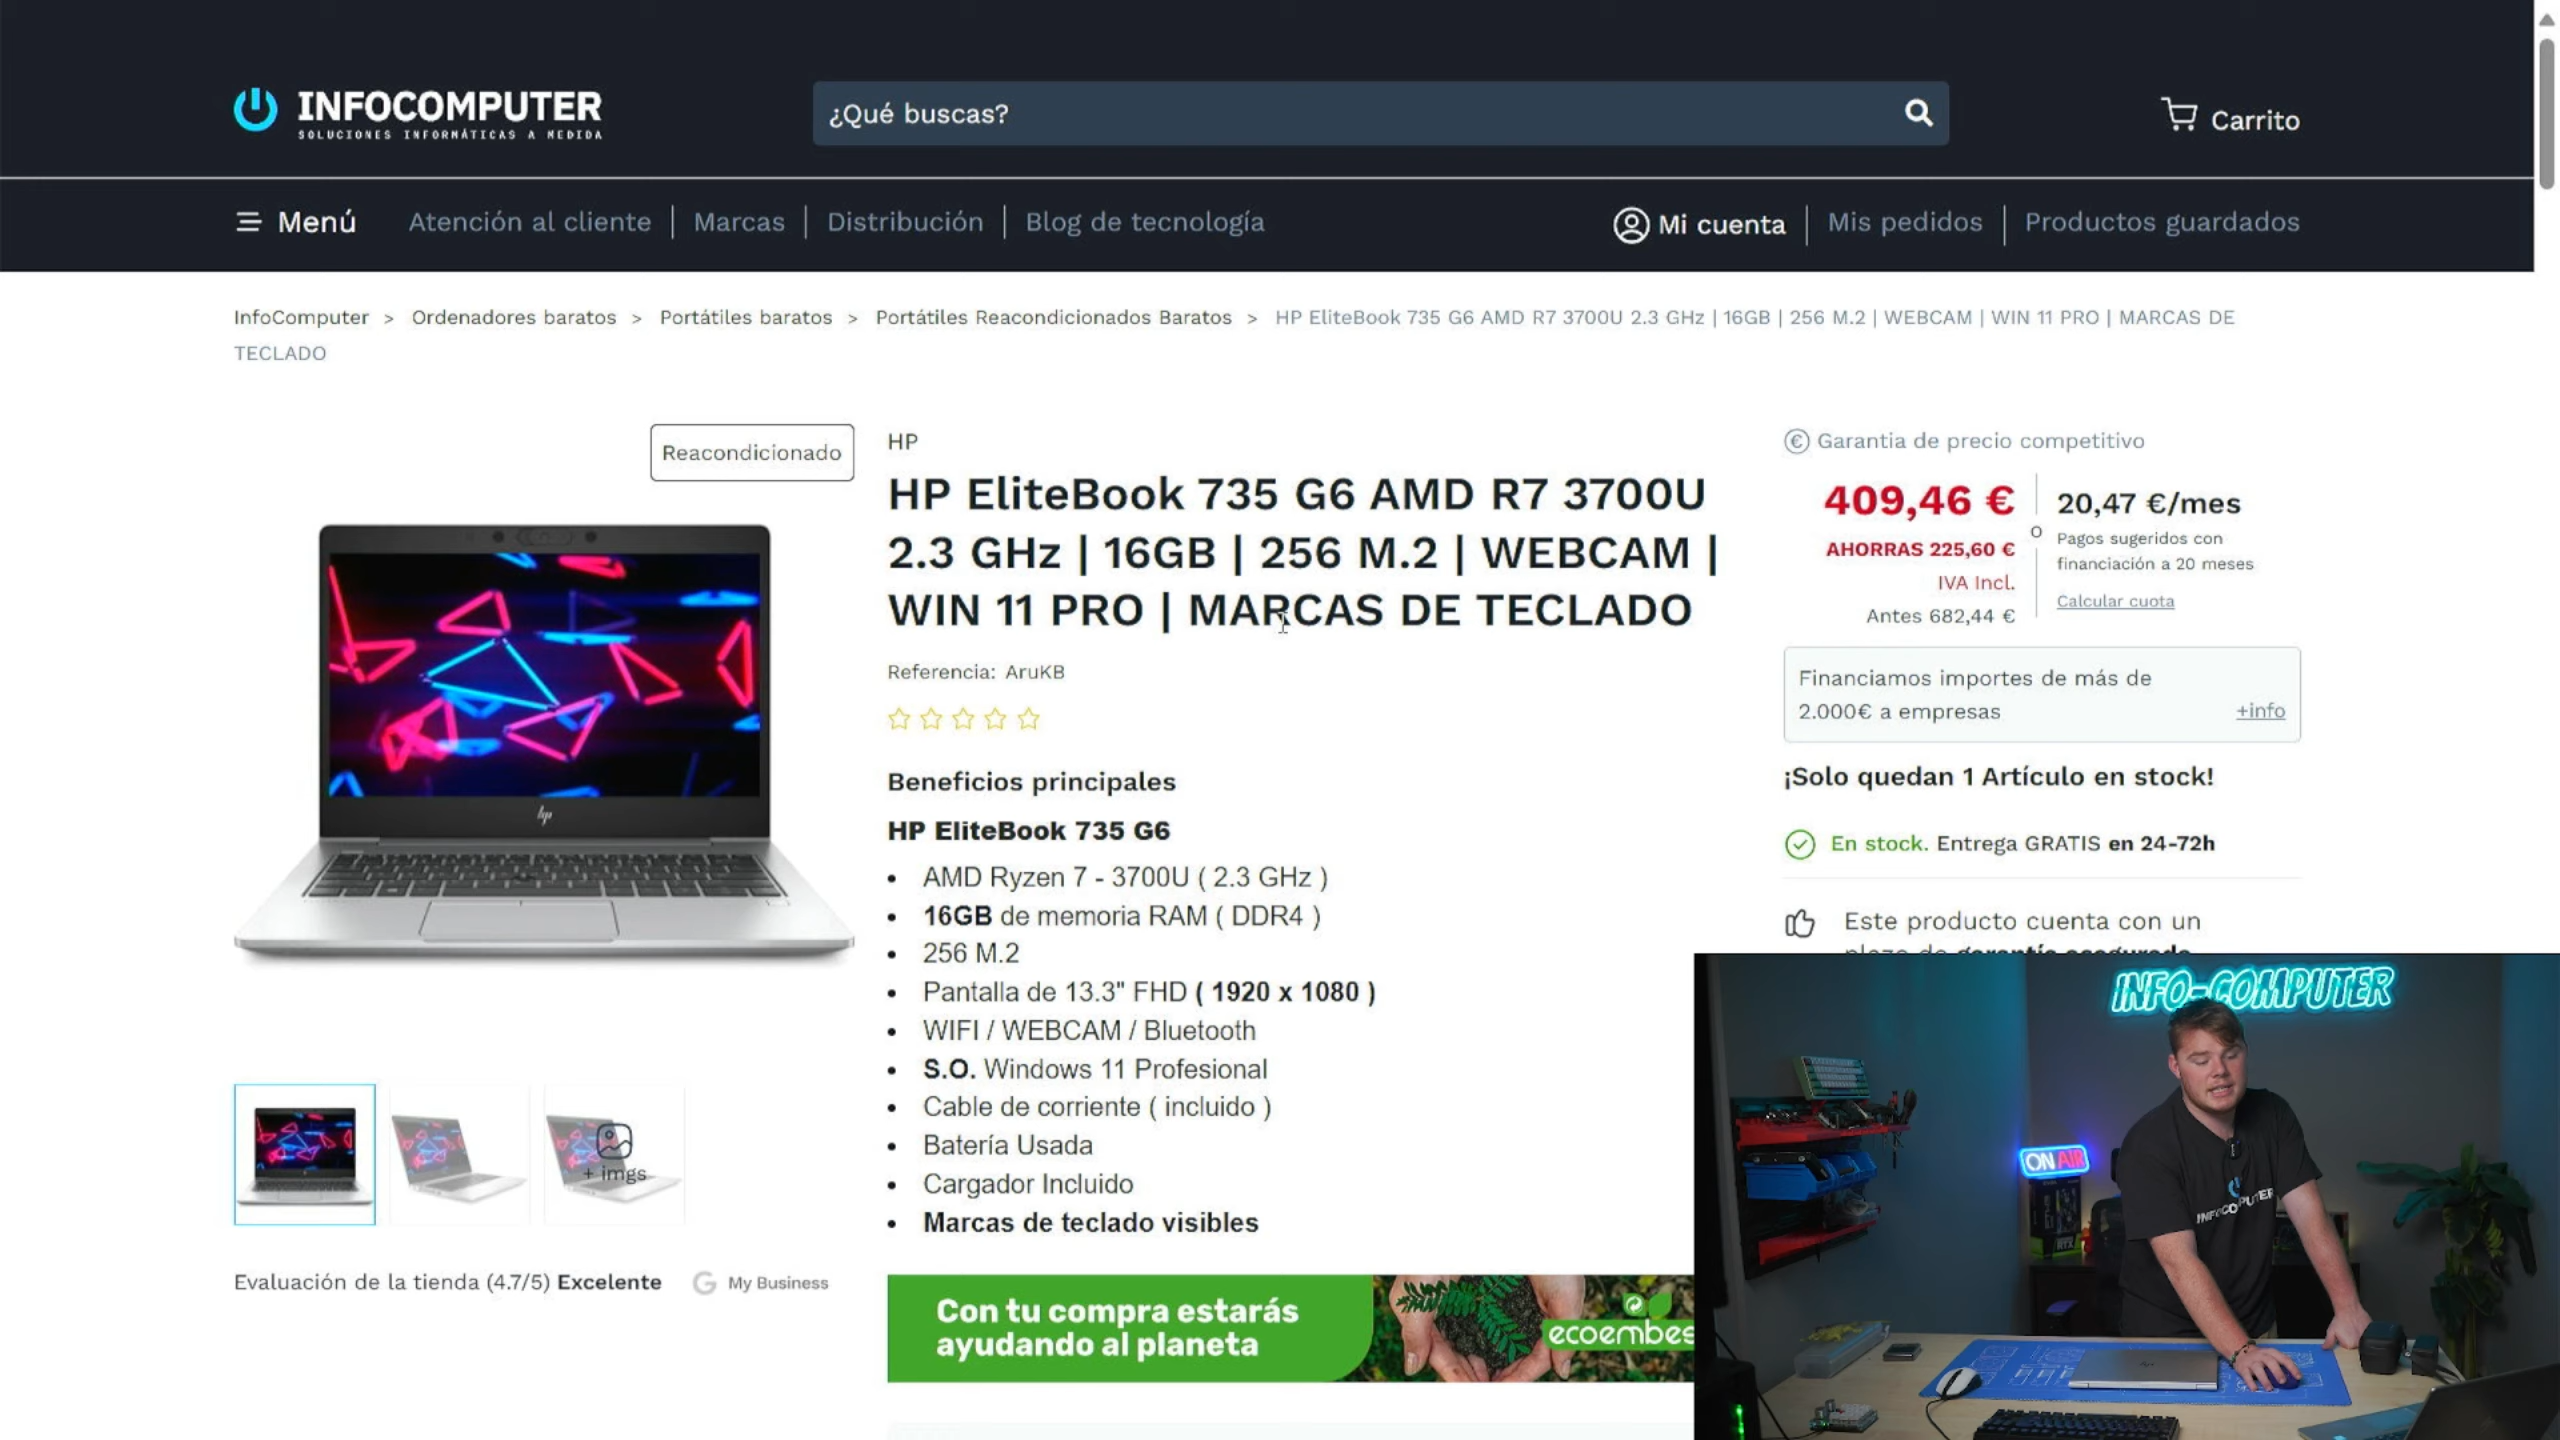 INFOCOMPUTER
SOLUCIONES INFORMÁTICAS A MEDIDA
¿Qué buscas?
Carrito
Menú
Atención al cliente
Marcas
Distribución
Blog de tecnología
Mi cuenta
Mis pedidos
Productos guardados
InfoComputer > Ordenadores baratos > Portátiles baratos > Portátiles Reacondicionados Baratos > HP EliteBook 735 G6 AMD R7 3700U 2.3 GHz | 16GB | 256 M.2 | WEBCAM | WIN 11 PRO | MARCAS DE
TECLADO
Reacondicionado
hp
+ imgs
Evaluación de la tienda (4.7/5) Excelente
G My Business
HP
HP EliteBook 735 G6 AMD R7 3700U
2.3 GHz | 16GB | 256 M.2 | WEBCAM |
WIN 11 PRO | MARCAS DE TECLADO
Referencia: AruKB
Beneficios principales
HP EliteBook 735 G6
• AMD Ryzen 7 - 3700U ( 2.3 GHz )
• 16GB de memoria RAM ( DDR4 )
• 256 M.2
• Pantalla de 13.3" FHD ( 1920 x 1080 )
• WIFI / WEBCAM / Bluetooth
• S.O. Windows 11 Profesional
• Cable de corriente ( incluido )
• Batería Usada
• Cargador Incluido
• Marcas de teclado visibles
Con tu compra estarás
ayudando al planeta
ecoembes
Garantia de precio competitivo
409,46 €
AHORRAS 225,60 €
IVA Incl.
Antes 682,44 €
o
20,47 €/mes
Pagos sugeridos con
financiación a 20 meses
Calcular cuota
Financiamos importes de más de
2.000€ a empresas
+info
¡Solo quedan 1 Artículo en stock!
En stock. Entrega GRATIS en 24-72h
Este producto cuenta con un
plazo de garantía asegurada
INFO-COMPUTER
ON AIR
INFOCOMPUTER